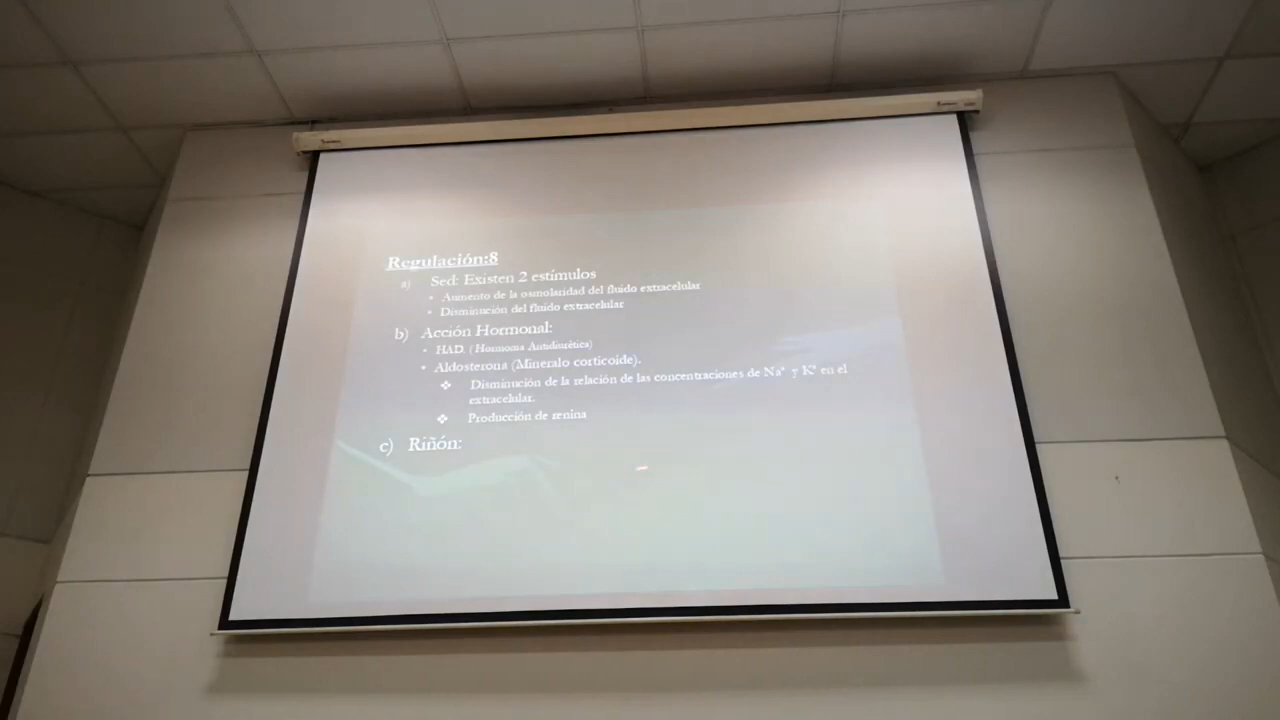 Regulación:8
a) Sed: Existen 2 estímulos
• Aumento de la osmolaridad del fluido extracelular
• Disminución del fluido extracelular
b) Acción Hormonal:
• HAD. ( Hormona Antidiurética)
• Aldosterona (Mineralo corticoide).
❖ Disminución de la relación de las concentraciones de Na⁺ y K⁺ en el
extracelular.
❖ Producción de renina
c) Riñón: